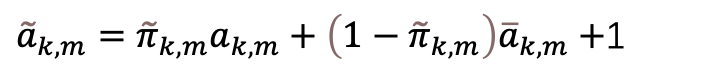 ã_{k,m} = π̃_{k,m}a_{k,m} + (1 − π̃_{k,m})ā_{k,m} +1